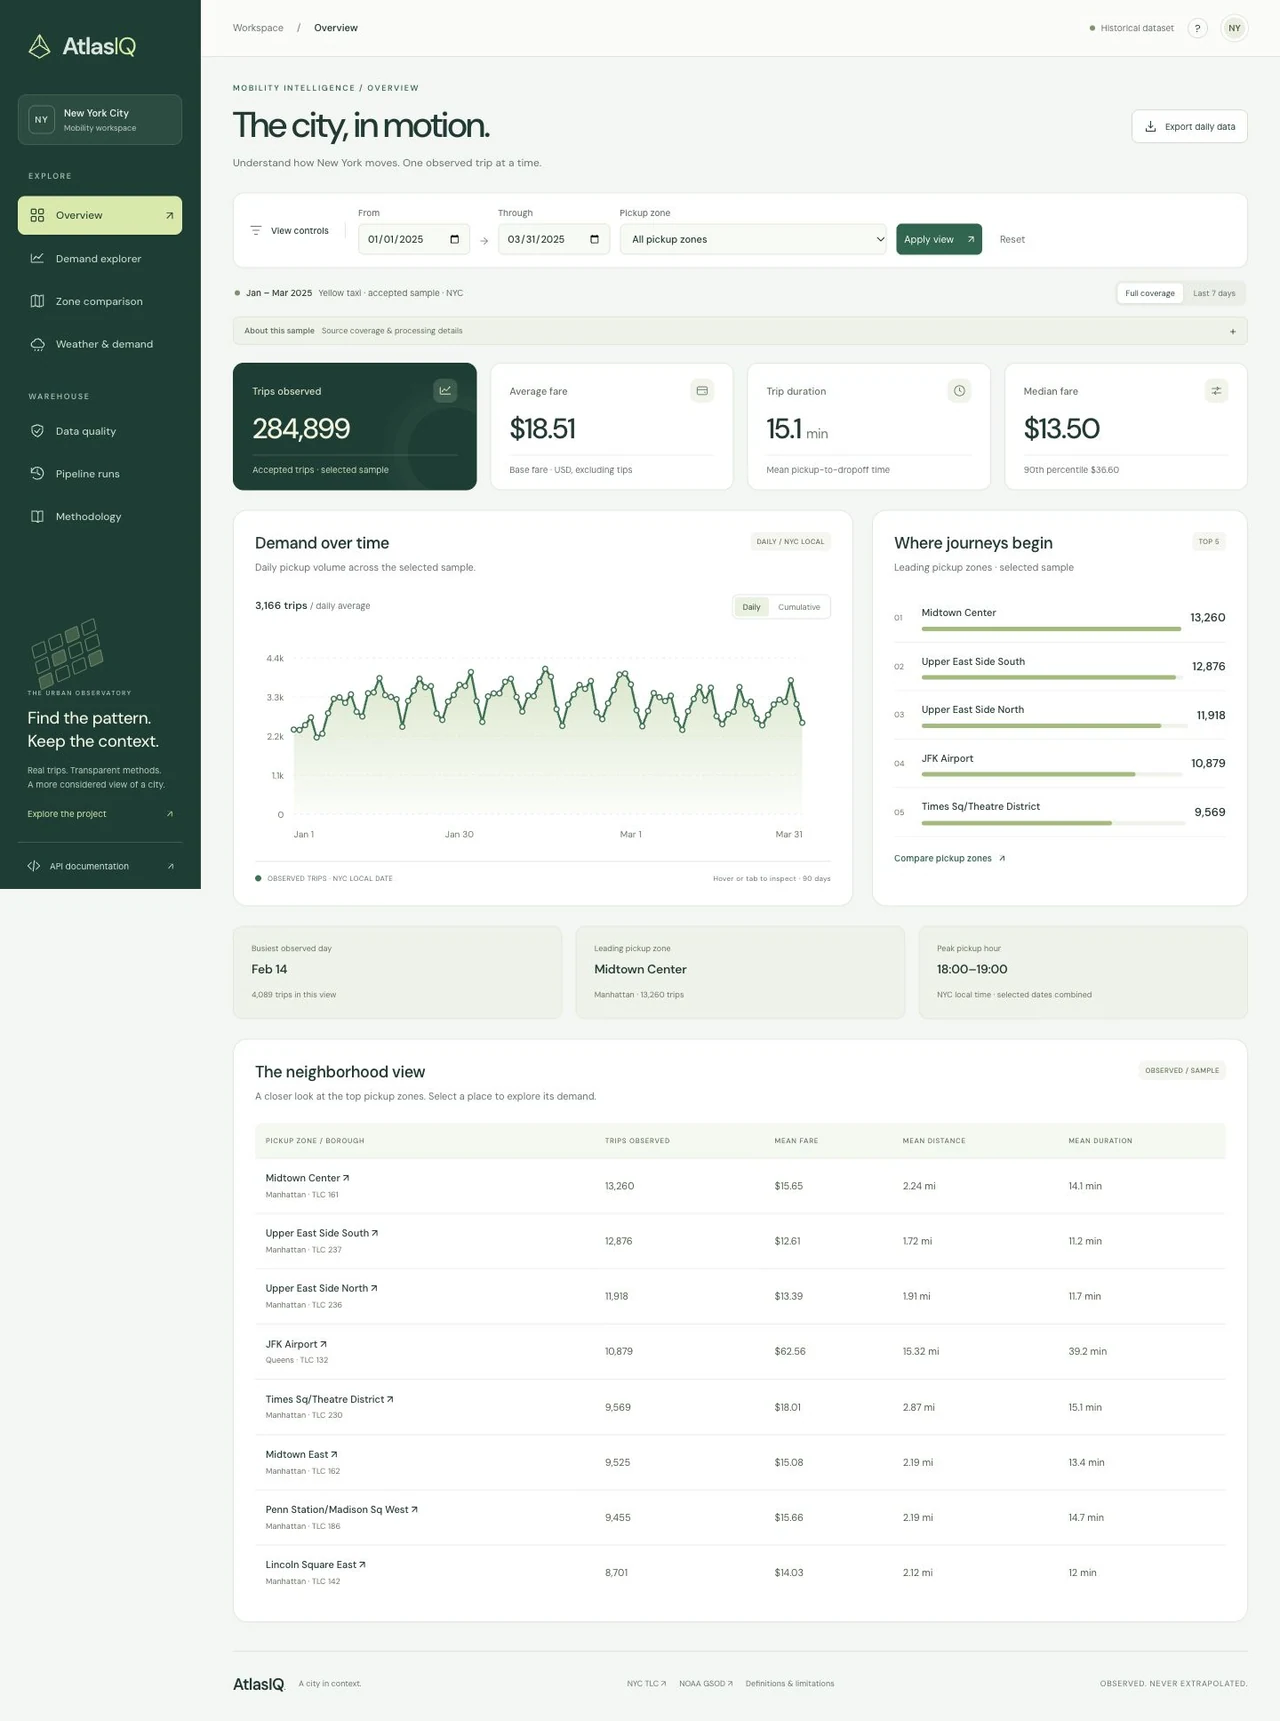 AtlasIQ
NY
New York City
Mobility workspace
EXPLORE
Overview
Demand explorer
Zone comparison
Weather & demand
WAREHOUSE
Data quality
Pipeline runs
Methodology
THE URBAN OBSERVATORY
Find the pattern.
Keep the context.
Real trips. Transparent methods.
A more considered view of a city.
Explore the project ↗
API documentation ↗
Workspace / Overview
Historical dataset ? NY
MOBILITY INTELLIGENCE / OVERVIEW
The city, in motion.
Understand how New York moves. One observed trip at a time.
Export daily data
View controls
From
01/01/2025
→
Through
03/31/2025
Pickup zone
All pickup zones
Apply view ↗
Reset
Jan – Mar 2025 Yellow taxi · accepted sample · NYC
Full coverage Last 7 days
About this sample Source coverage & processing details +
Trips observed
284,899
Accepted trips · selected sample
Average fare
$18.51
Base fare · USD, excluding tips
Trip duration
15.1 min
Mean pickup-to-dropoff time
Median fare
$13.50
90th percentile $36.60
Demand over time
DAILY / NYC LOCAL
Daily pickup volume across the selected sample.
3,166 trips / daily average
Daily Cumulative
4.4k
3.3k
2.2k
1.1k
0
Jan 1 Jan 30 Mar 1 Mar 31
OBSERVED TRIPS · NYC LOCAL DATE
Hover or tab to inspect · 90 days
Where journeys begin
TOP 5
Leading pickup zones · selected sample
01 Midtown Center 13,260
02 Upper East Side South 12,876
03 Upper East Side North 11,918
04 JFK Airport 10,879
05 Times Sq/Theatre District 9,569
Compare pickup zones ↗
Busiest observed day
Feb 14
4,089 trips in this view
Leading pickup zone
Midtown Center
Manhattan · 13,260 trips
Peak pickup hour
18:00–19:00
NYC local time · selected dates combined
The neighborhood view
OBSERVED / SAMPLE
A closer look at the top pickup zones. Select a place to explore its demand.
PICKUP ZONE / BOROUGH TRIPS OBSERVED MEAN FARE MEAN DISTANCE MEAN DURATION
Midtown Center ↗
Manhattan · TLC 161
13,260 $15.65 2.24 mi 14.1 min
Upper East Side South ↗
Manhattan · TLC 237
12,876 $12.61 1.72 mi 11.2 min
Upper East Side North ↗
Manhattan · TLC 236
11,918 $13.39 1.91 mi 11.7 min
JFK Airport ↗
Queens · TLC 132
10,879 $62.56 15.32 mi 39.2 min
Times Sq/Theatre District ↗
Manhattan · TLC 230
9,569 $18.01 2.87 mi 15.1 min
Midtown East ↗
Manhattan · TLC 162
9,525 $15.08 2.19 mi 13.4 min
Penn Station/Madison Sq West ↗
Manhattan · TLC 186
9,455 $15.66 2.19 mi 14.7 min
Lincoln Square East ↗
Manhattan · TLC 142
8,701 $14.03 2.12 mi 12 min
AtlasIQ
A city in context.
NYC TLC ↗ NOAA GSOD ↗ Definitions & limitations
OBSERVED. NEVER EXTRAPOLATED.